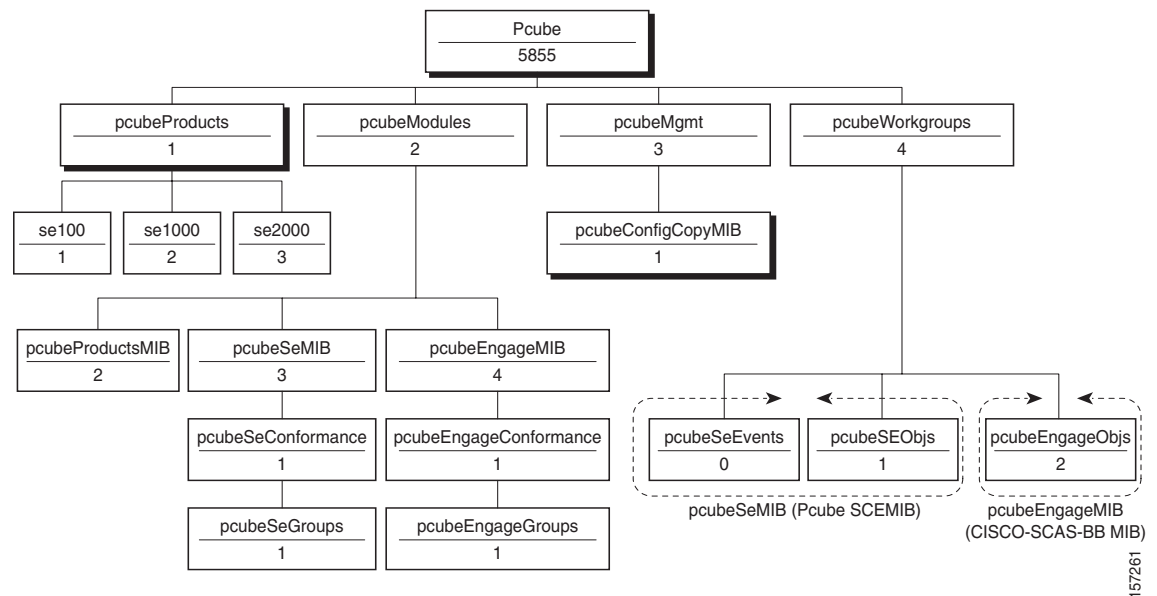 Pcube
5855
pcubeProducts
1
pcubeModules
2
pcubeMgmt
3
pcubeWorkgroups
4
se100
1
se1000
2
se2000
3
pcubeConfigCopyMIB
1
pcubeProductsMIB
2
pcubeSeMIB
3
pcubeEngageMIB
4
pcubeSeConformance
1
pcubeEngageConformance
1
pcubeSeEvents
0
pcubeSEObjs
1
pcubeEngageObjs
2
pcubeSeGroups
1
pcubeEngageGroups
1
pcubeSeMIB (Pcube SCEMIB)
pcubeEngageMIB
(CISCO-SCAS-BB MIB)
157261